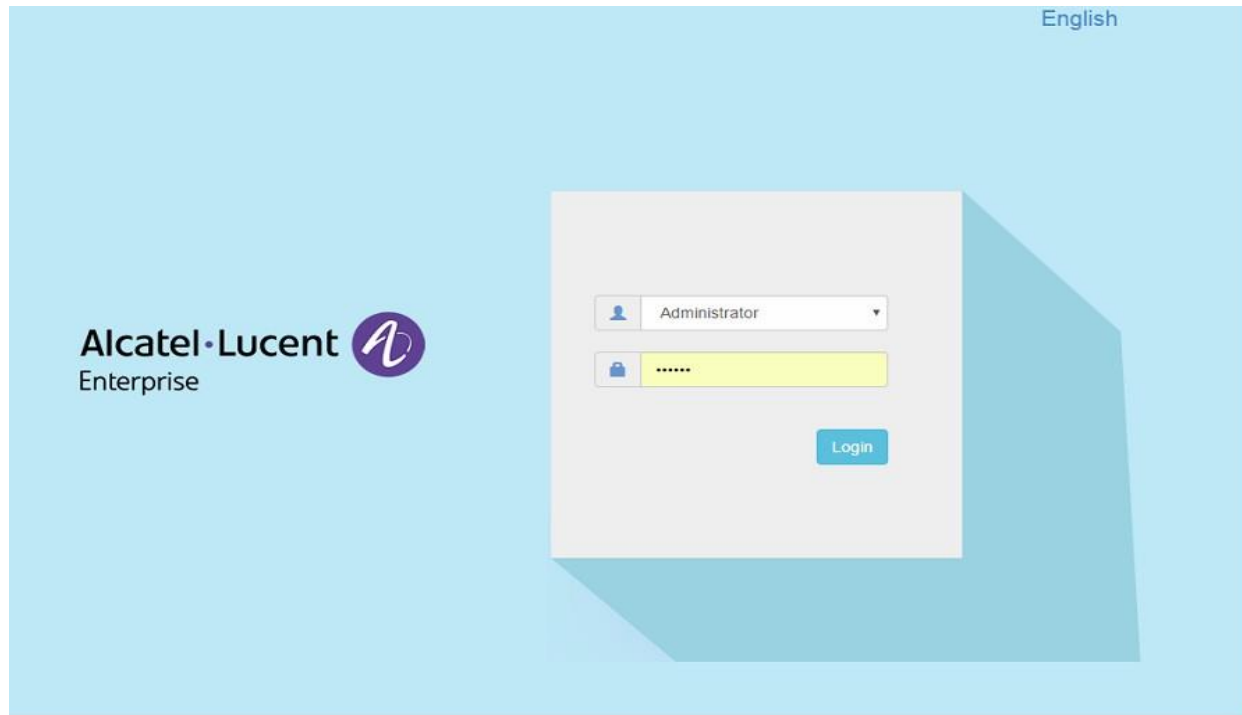 English
Alcatel•Lucent
Enterprise
Administrator
••••••
Login